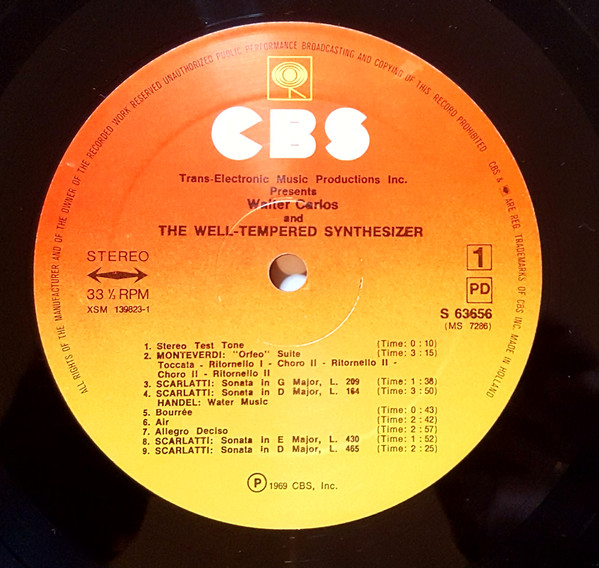 ALL RIGHTS OF THE MANUFACTURER AND OF THE OWNER OF THE RECORDED WORK RESERVED UNAUTHORIZED PUBLIC PERFORMANCE BROADCASTING AND COPYING OF THIS RECORD PROHIBITED CBS & ARE REG. TRADEMARKS OF CBS INC. MADE IN HOLLAND
CBS
Trans-Electronic Music Productions Inc.
Presents
Walter Carlos
and
THE WELL-TEMPERED SYNTHESIZER
STEREO
33 ⅓ RPM
XSM 139823-1
1
PD
S 63656
(MS 7286)
1. Stereo Test Tone (Time: 0 : 10)
2. MONTEVERDI: "Orfeo" Suite (Time: 3 : 15)
Toccata - Ritornello I - Choro II - Ritornello II -
Choro II - Ritornello II
3. SCARLATTI: Sonata in G Major, L. 209 (Time: 1 : 38)
4. SCARLATTI: Sonata in D Major, L. 164 (Time: 3 : 50)
HANDEL: Water Music
5. Bourrée (Time: 0 : 43)
6. Air (Time: 2 : 42)
7. Allegro Deciso (Time: 2 : 57)
8. SCARLATTI: Sonata in E Major, L. 430 (Time: 1 : 52)
9. SCARLATTI: Sonata in D Major, L. 465 (Time: 2 : 25)
Ⓟ 1969 CBS, Inc.